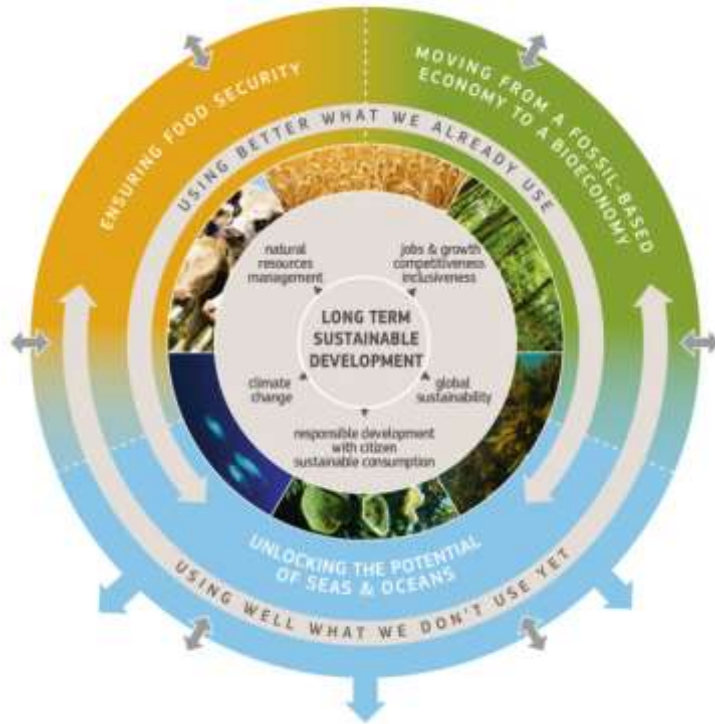 ENSURING FOOD SECURITY
MOVING FROM A FOSSIL-BASED
ECONOMY TO A BIOECONOMY
USING BETTER WHAT WE ALREADY USE
natural
resources
management
jobs & growth
competitiveness
inclusiveness
LONG TERM
SUSTAINABLE
DEVELOPMENT
climate
change
global
sustainability
responsible development
with citizen
sustainable consumption
UNLOCKING THE POTENTIAL
OF SEAS & OCEANS
USING WELL WHAT WE DON'T USE YET